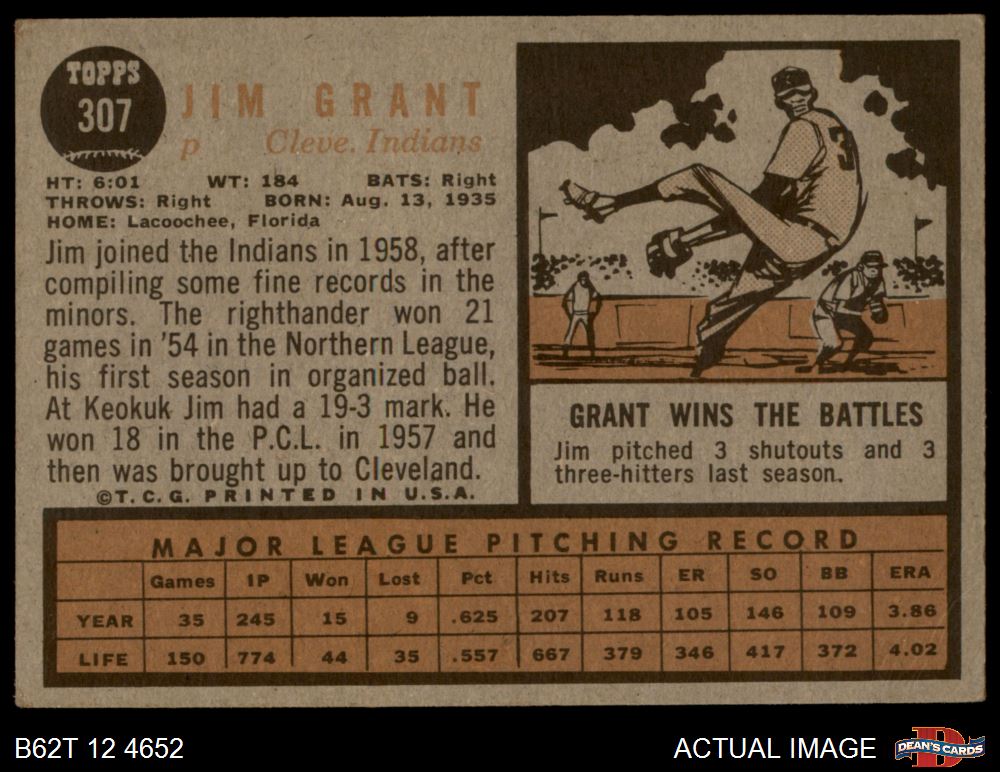 TOPPS
307
JIM GRANT
p Cleve. Indians
HT: 6:01 WT: 184 BATS: Right
THROWS: Right BORN: Aug. 13, 1935
HOME: Lacoochee, Florida
Jim joined the Indians in 1958, after
compiling some fine records in the
minors. The righthander won 21
games in '54 in the Northern League,
his first season in organized ball.
At Keokuk Jim had a 19-3 mark. He
won 18 in the P.C.L. in 1957 and
then was brought up to Cleveland.
©T.C.G. PRINTED IN U.S.A.
GRANT WINS THE BATTLES
Jim pitched 3 shutouts and 3
three-hitters last season.
MAJOR LEAGUE PITCHING RECORD
Games IP Won Lost Pct Hits Runs ER SO BB ERA
YEAR 35 245 15 9 .625 207 118 105 146 109 3.86
LIFE 150 774 44 35 .557 667 379 346 417 372 4.02
B62T 12 4652
ACTUAL IMAGE
DEAN'S CARDS